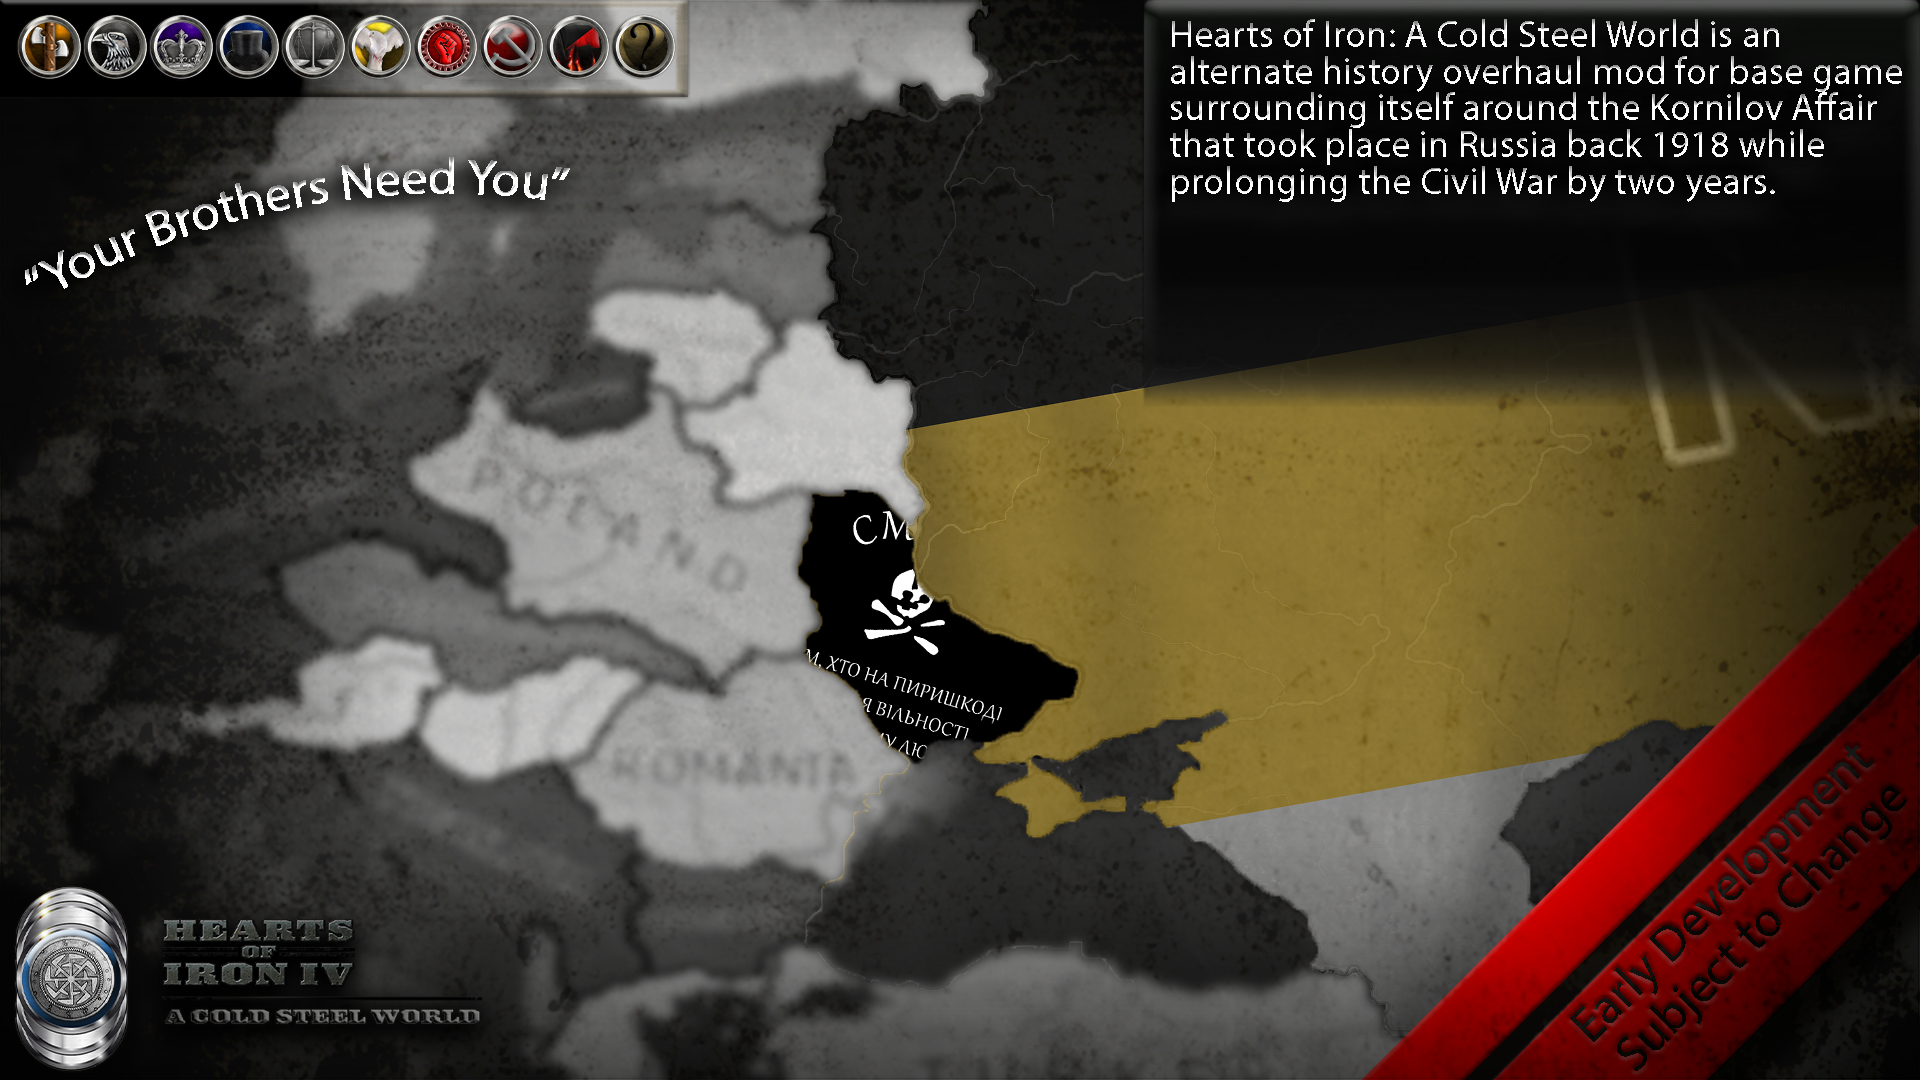 Hearts of Iron: A Cold Steel World is an
alternate history overhaul mod for base game
surrounding itself around the Kornilov Affair
that took place in Russia back 1918 while
prolonging the Civil War by two years.
“Your Brothers Need You”
POLAND
СМ
М, ХТО НА ПИРИШКОДІ
Я ВІЛЬНОСТІ
МУ ЛЮ
ROMANIA
HEARTS
OF
IRON IV
A COLD STEEL WORLD
Early Development
Subject to Change